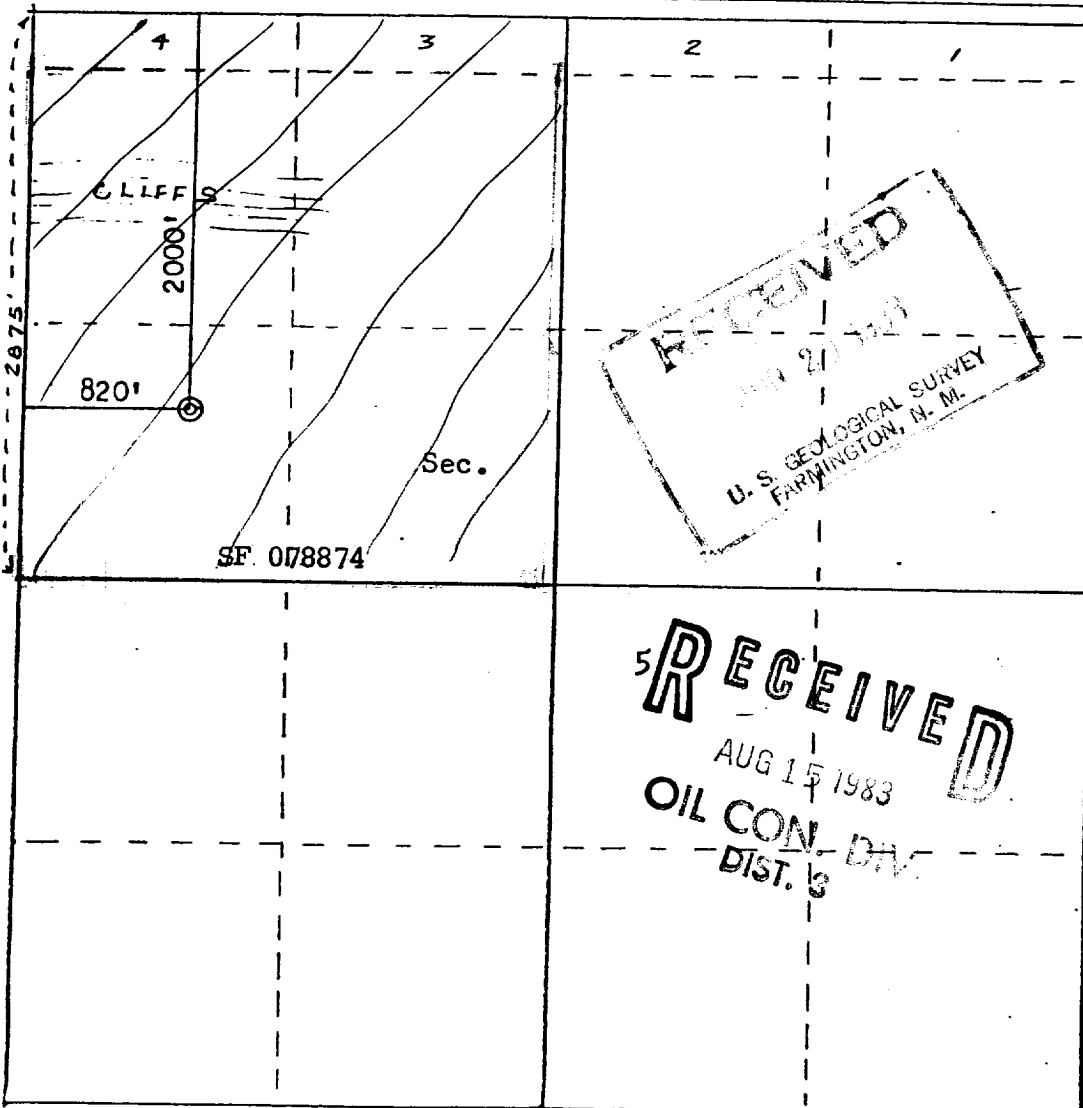 4 3 2 1
CLIFFS
2000'
2875'
820'
Sec.
SF 078874
RECEIVED
U. S. GEOLOGICAL SURVEY
FARMINGTON, N. M.
5
RECEIVED
AUG 15 1983
OIL CON. DIV.
DIST. 3